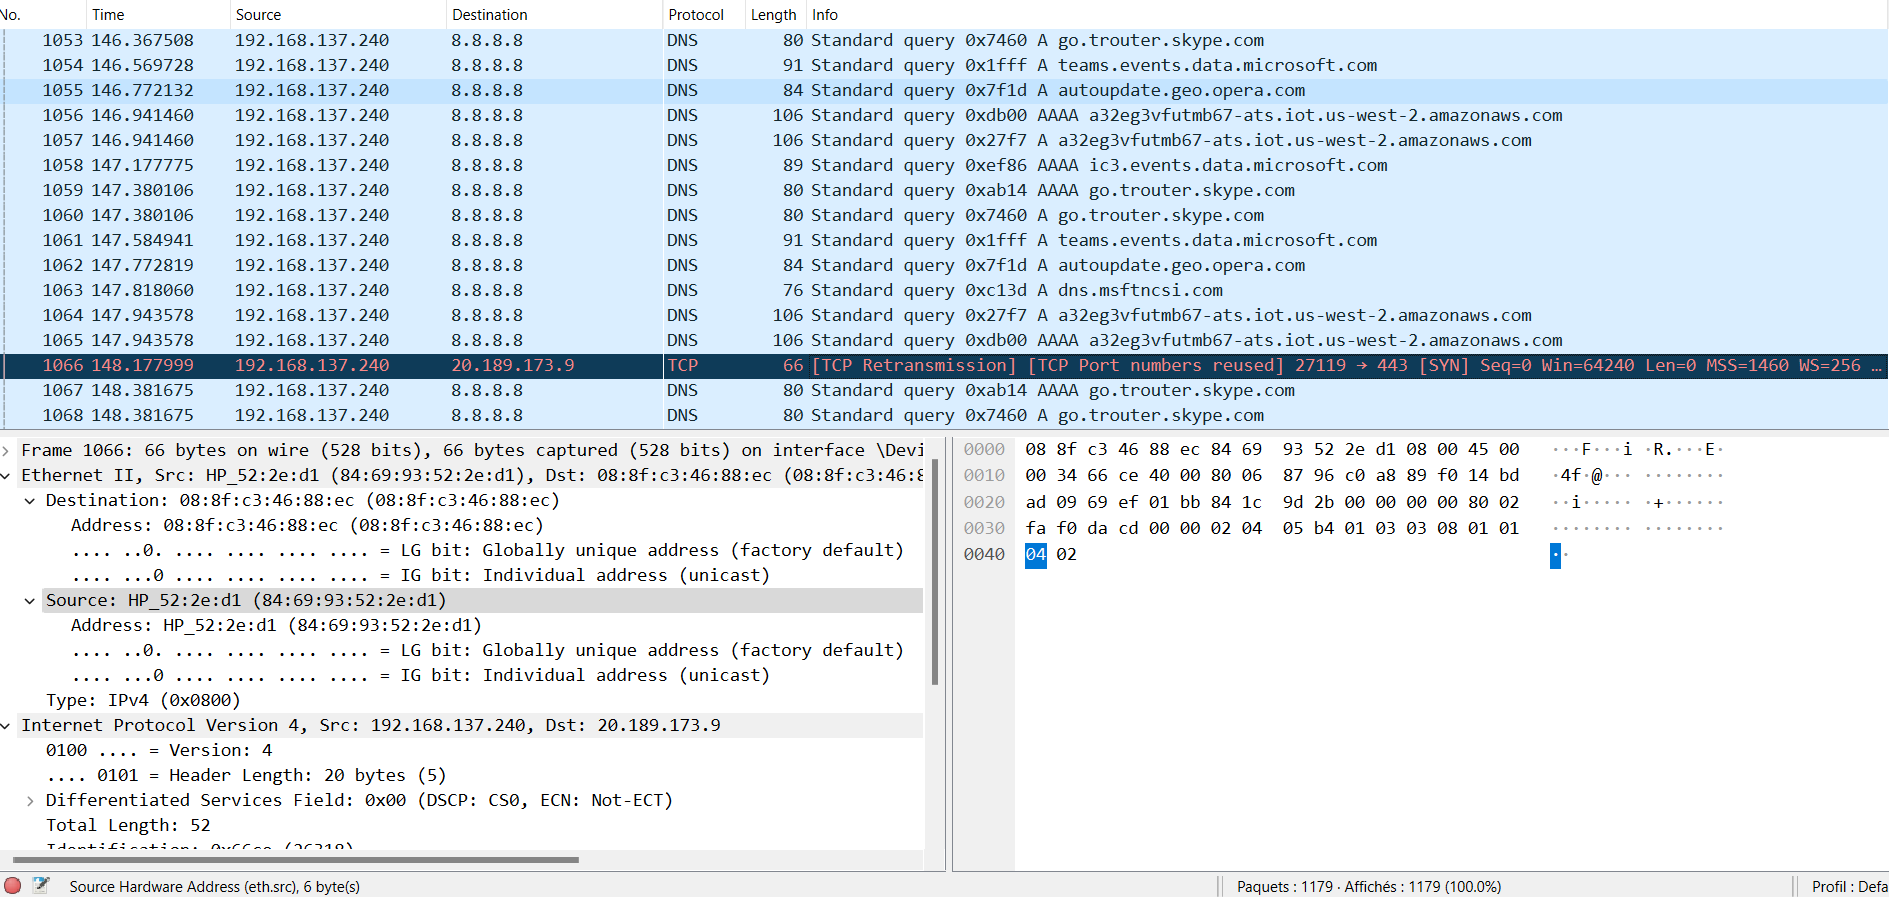 No. Time Source Destination Protocol Length Info
1053 146.367508 192.168.137.240 8.8.8.8 DNS 80 Standard query 0x7460 A go.trouter.skype.com
1054 146.569728 192.168.137.240 8.8.8.8 DNS 91 Standard query 0x1fff A teams.events.data.microsoft.com
1055 146.772132 192.168.137.240 8.8.8.8 DNS 84 Standard query 0x7f1d A autoupdate.geo.opera.com
1056 146.941460 192.168.137.240 8.8.8.8 DNS 106 Standard query 0xdb00 AAAA a32eg3vfutmb67-ats.iot.us-west-2.amazonaws.com
1057 146.941460 192.168.137.240 8.8.8.8 DNS 106 Standard query 0x27f7 A a32eg3vfutmb67-ats.iot.us-west-2.amazonaws.com
1058 147.177775 192.168.137.240 8.8.8.8 DNS 89 Standard query 0xef86 AAAA ic3.events.data.microsoft.com
1059 147.380106 192.168.137.240 8.8.8.8 DNS 80 Standard query 0xab14 AAAA go.trouter.skype.com
1060 147.380106 192.168.137.240 8.8.8.8 DNS 80 Standard query 0x7460 A go.trouter.skype.com
1061 147.584941 192.168.137.240 8.8.8.8 DNS 91 Standard query 0x1fff A teams.events.data.microsoft.com
1062 147.772819 192.168.137.240 8.8.8.8 DNS 84 Standard query 0x7f1d A autoupdate.geo.opera.com
1063 147.818060 192.168.137.240 8.8.8.8 DNS 76 Standard query 0xc13d A dns.msftncsi.com
1064 147.943578 192.168.137.240 8.8.8.8 DNS 106 Standard query 0x27f7 A a32eg3vfutmb67-ats.iot.us-west-2.amazonaws.com
1065 147.943578 192.168.137.240 8.8.8.8 DNS 106 Standard query 0xdb00 AAAA a32eg3vfutmb67-ats.iot.us-west-2.amazonaws.com
1066 148.177999 192.168.137.240 20.189.173.9 TCP 66 [TCP Retransmission] [TCP Port numbers reused] 27119 → 443 [SYN] Seq=0 Win=64240 Len=0 MSS=1460 WS=256 …
1067 148.381675 192.168.137.240 8.8.8.8 DNS 80 Standard query 0xab14 AAAA go.trouter.skype.com
1068 148.381675 192.168.137.240 8.8.8.8 DNS 80 Standard query 0x7460 A go.trouter.skype.com
Frame 1066: 66 bytes on wire (528 bits), 66 bytes captured (528 bits) on interface \Devi
Ethernet II, Src: HP_52:2e:d1 (84:69:93:52:2e:d1), Dst: 08:8f:c3:46:88:ec (08:8f:c3:46:8
Destination: 08:8f:c3:46:88:ec (08:8f:c3:46:88:ec)
Address: 08:8f:c3:46:88:ec (08:8f:c3:46:88:ec)
.... ..0. .... .... .... .... = LG bit: Globally unique address (factory default)
.... ...0 .... .... .... .... = IG bit: Individual address (unicast)
Source: HP_52:2e:d1 (84:69:93:52:2e:d1)
Address: HP_52:2e:d1 (84:69:93:52:2e:d1)
.... ..0. .... .... .... .... = LG bit: Globally unique address (factory default)
.... ...0 .... .... .... .... = IG bit: Individual address (unicast)
Type: IPv4 (0x0800)
Internet Protocol Version 4, Src: 192.168.137.240, Dst: 20.189.173.9
0100 .... = Version: 4
.... 0101 = Header Length: 20 bytes (5)
Differentiated Services Field: 0x00 (DSCP: CS0, ECN: Not-ECT)
Total Length: 52
Identification: 0x66ce (26318)
0000 08 8f c3 46 88 ec 84 69 93 52 2e d1 08 00 45 00 ···F···i ·R.···E·
0010 00 34 66 ce 40 00 80 06 87 96 c0 a8 89 f0 14 bd ·4f·@··· ········
0020 ad 09 69 ef 01 bb 84 1c 9d 2b 00 00 00 00 80 02 ··i····· ·+······
0030 fa f0 da cd 00 00 02 04 05 b4 01 03 03 08 01 01 ········ ········
0040 04 02 ··
Source Hardware Address (eth.src), 6 byte(s)
Paquets : 1179 · Affichés : 1179 (100.0%)
Profil : Defa